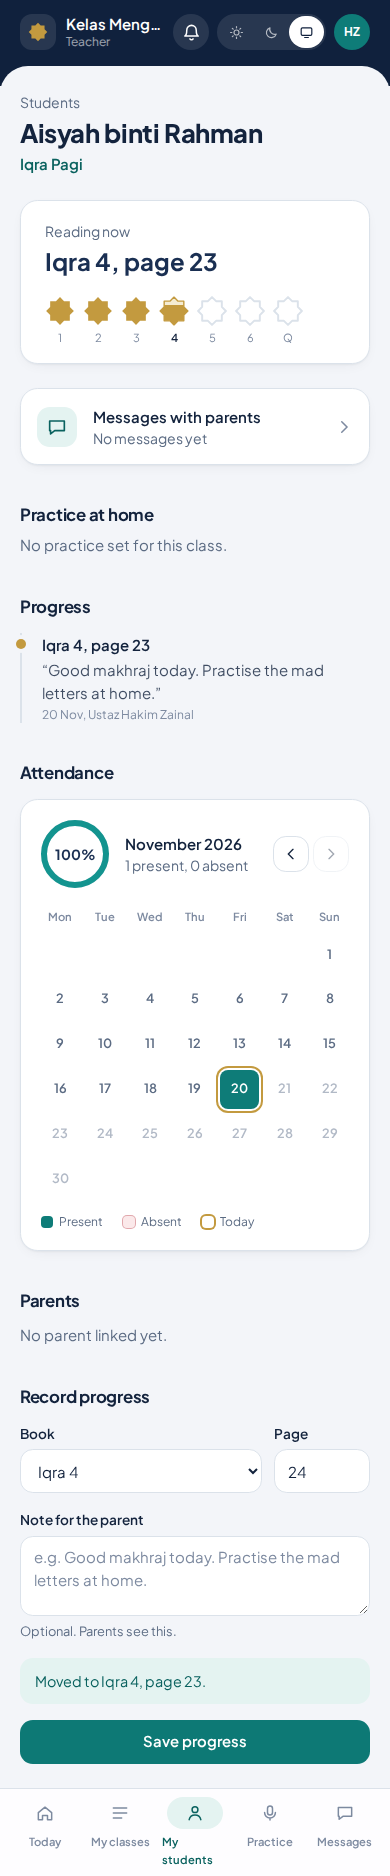 Kelas Meng...
Teacher
HZ
Students
Aisyah binti Rahman
Iqra Pagi
Reading now
Iqra 4, page 23
1 2 3 4 5 6 Q
Messages with parents
No messages yet
Practice at home
No practice set for this class.
Progress
Iqra 4, page 23
“Good makhraj today. Practise the mad
letters at home.”
20 Nov, Ustaz Hakim Zainal
Attendance
100%
November 2026
1 present, 0 absent
Mon Tue Wed Thu Fri Sat Sun
1
2 3 4 5 6 7 8
9 10 11 12 13 14 15
16 17 18 19 20 21 22
23 24 25 26 27 28 29
30
Present Absent Today
Parents
No parent linked yet.
Record progress
Book Page
Iqra 4 24
Note for the parent
e.g. Good makhraj today. Practise the mad
letters at home.
Optional. Parents see this.
Moved to Iqra 4, page 23.
Save progress
Today My classes My students Practice Messages